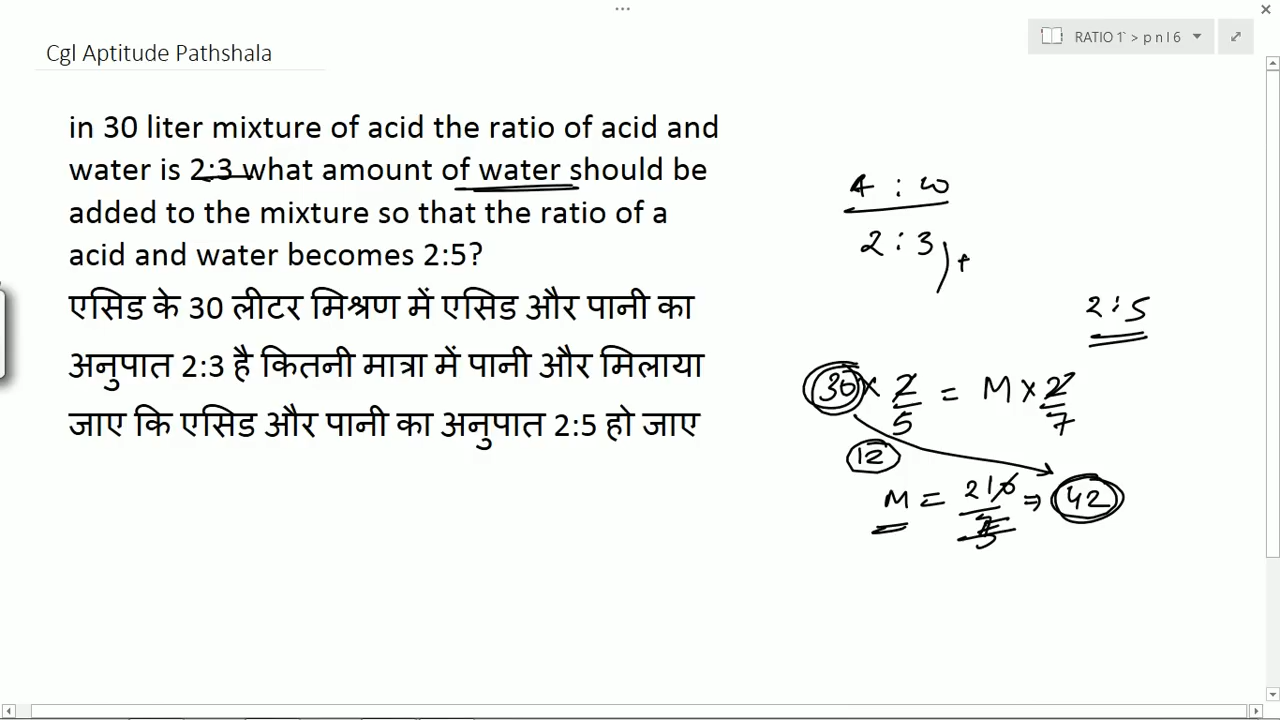 RATIO 1` > p n l 6
Cgl Aptitude Pathshala
in 30 liter mixture of acid the ratio of acid and
water is 2:3 what amount of water should be
added to the mixture so that the ratio of a
acid and water becomes 2:5?
एसिड के 30 लीटर मिश्रण में एसिड और पानी का
अनुपात 2:3 है कितनी मात्रा में पानी और मिलाया
जाए कि एसिड और पानी का अनुपात 2:5 हो जाए
A : W
2 : 3 +
2 : 5
30 × 2/5 = M × 2/7
12
M = 210/5 ⇒ 42